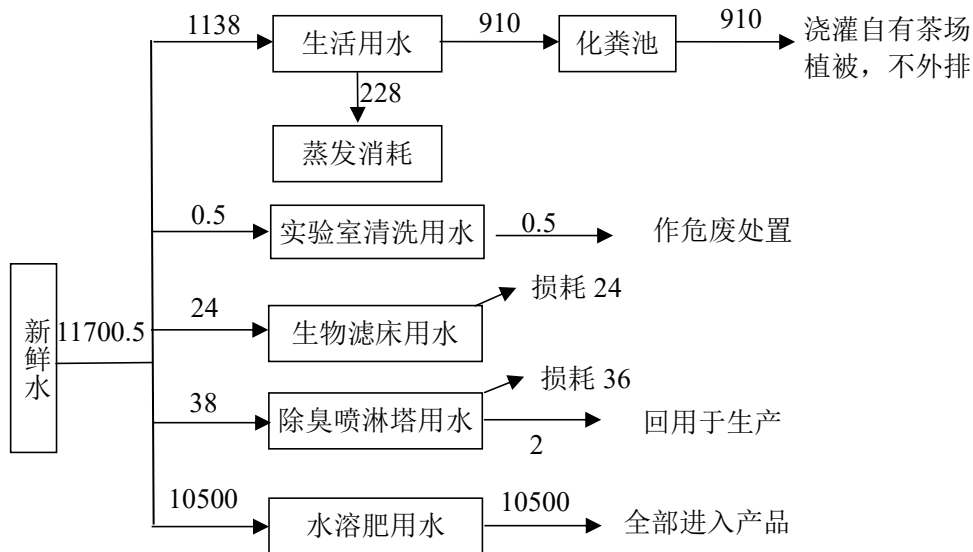 1138
生活用水
910
化粪池
910
浇灌自有茶场
植被，不外排
228
蒸发消耗
0.5
实验室清洗用水
0.5
作危废处置
新鲜水
11700.5
24
生物滤床用水
损耗 24
38
除臭喷淋塔用水
损耗 36
2
回用于生产
10500
水溶肥用水
10500
全部进入产品